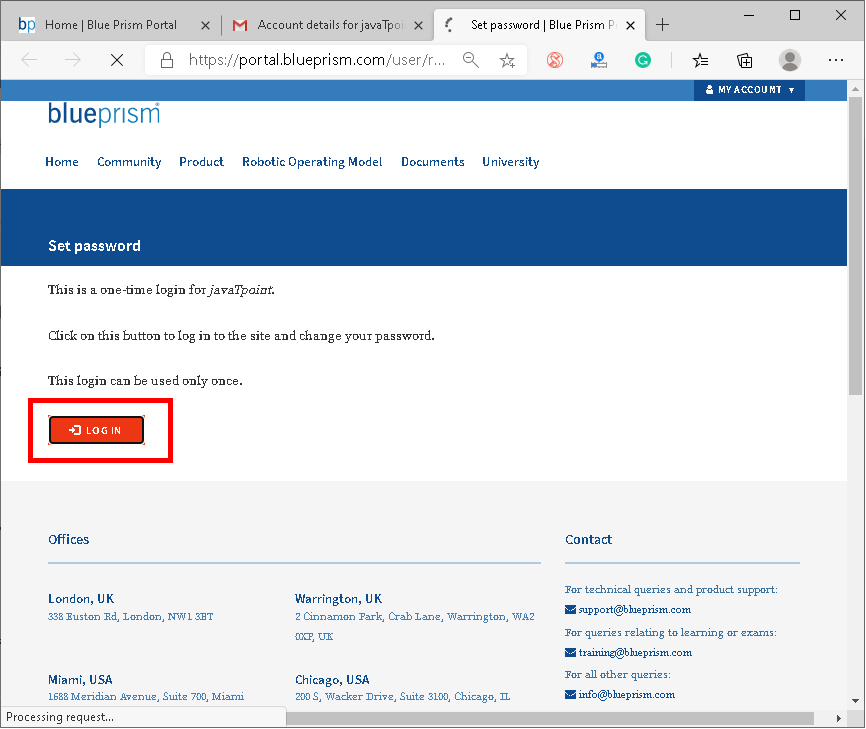 bp Home | Blue Prism Portal
Account details for javaTpoi
Set password | Blue Prism P
https://portal.blueprism.com/user/r...
MY ACCOUNT
blueprism
Home Community Product Robotic Operating Model Documents University
Set password
This is a one-time login for javaTpoint.
Click on this button to log in to the site and change your password.
This login can be used only once.
LOG IN
Offices
Contact
London, UK
338 Euston Rd, London, NW1 3BT
Warrington, UK
2 Cinnamon Park, Crab Lane, Warrington, WA2
0XP, UK
Miami, USA
1688 Meridian Avenue, Suite 700, Miami
Chicago, USA
200 S, Wacker Drive, Suite 3100, Chicago, IL
For technical queries and product support:
support@blueprism.com
For queries relating to learning or exams:
training@blueprism.com
For all other queries:
info@blueprism.com
Processing request...